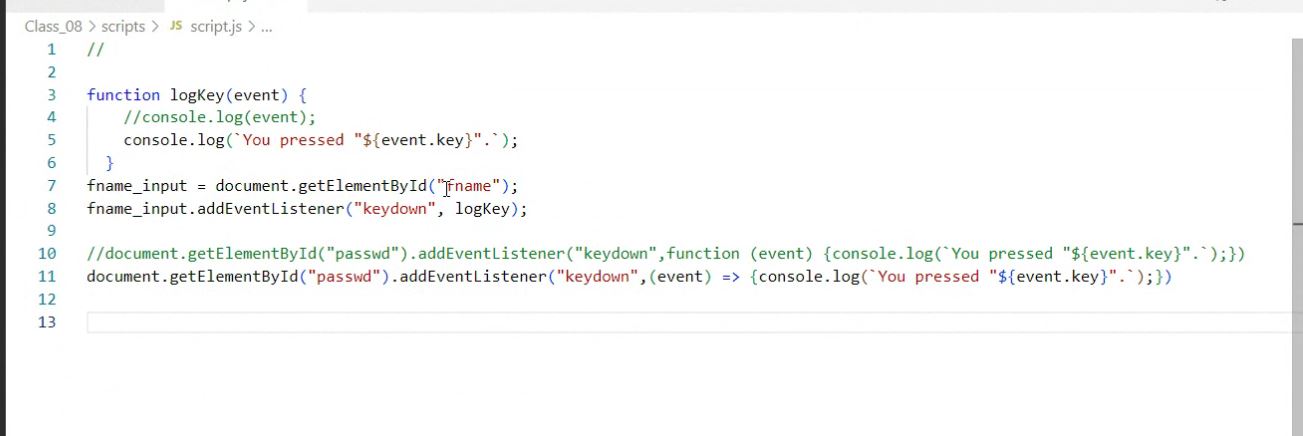 Class_08 > scripts > JS script.js > ...
1 //
2
3 function logKey(event) {
4     //console.log(event);
5     console.log(`You pressed "${event.key}".`);
6   }
7 fname_input = document.getElementById("fname");
8 fname_input.addEventListener("keydown", logKey);
9
10 //document.getElementById("passwd").addEventListener("keydown",function (event) {console.log(`You pressed "${event.key}".`);})
11 document.getElementById("passwd").addEventListener("keydown",(event) => {console.log(`You pressed "${event.key}".`);})
12
13